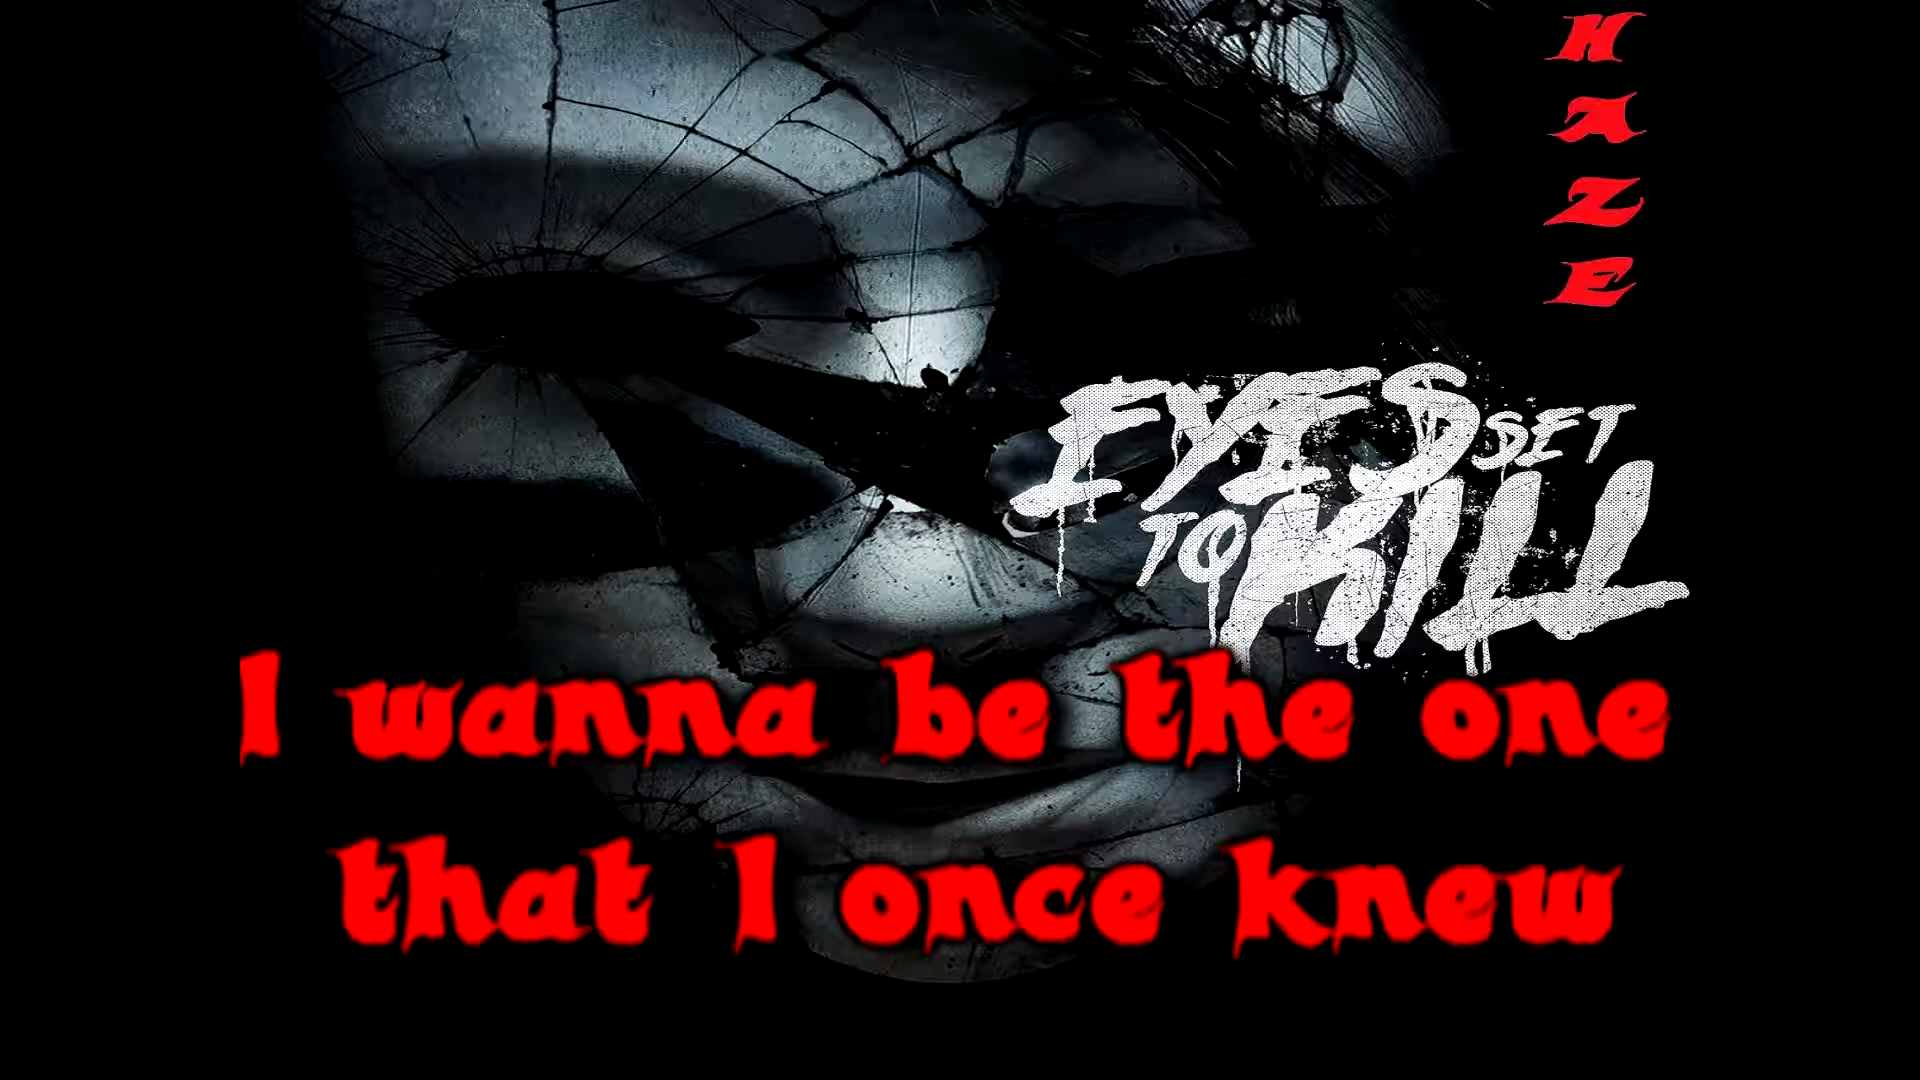 HAZE
EYES SET
TO KILL
I wanna be the one
that I once knew